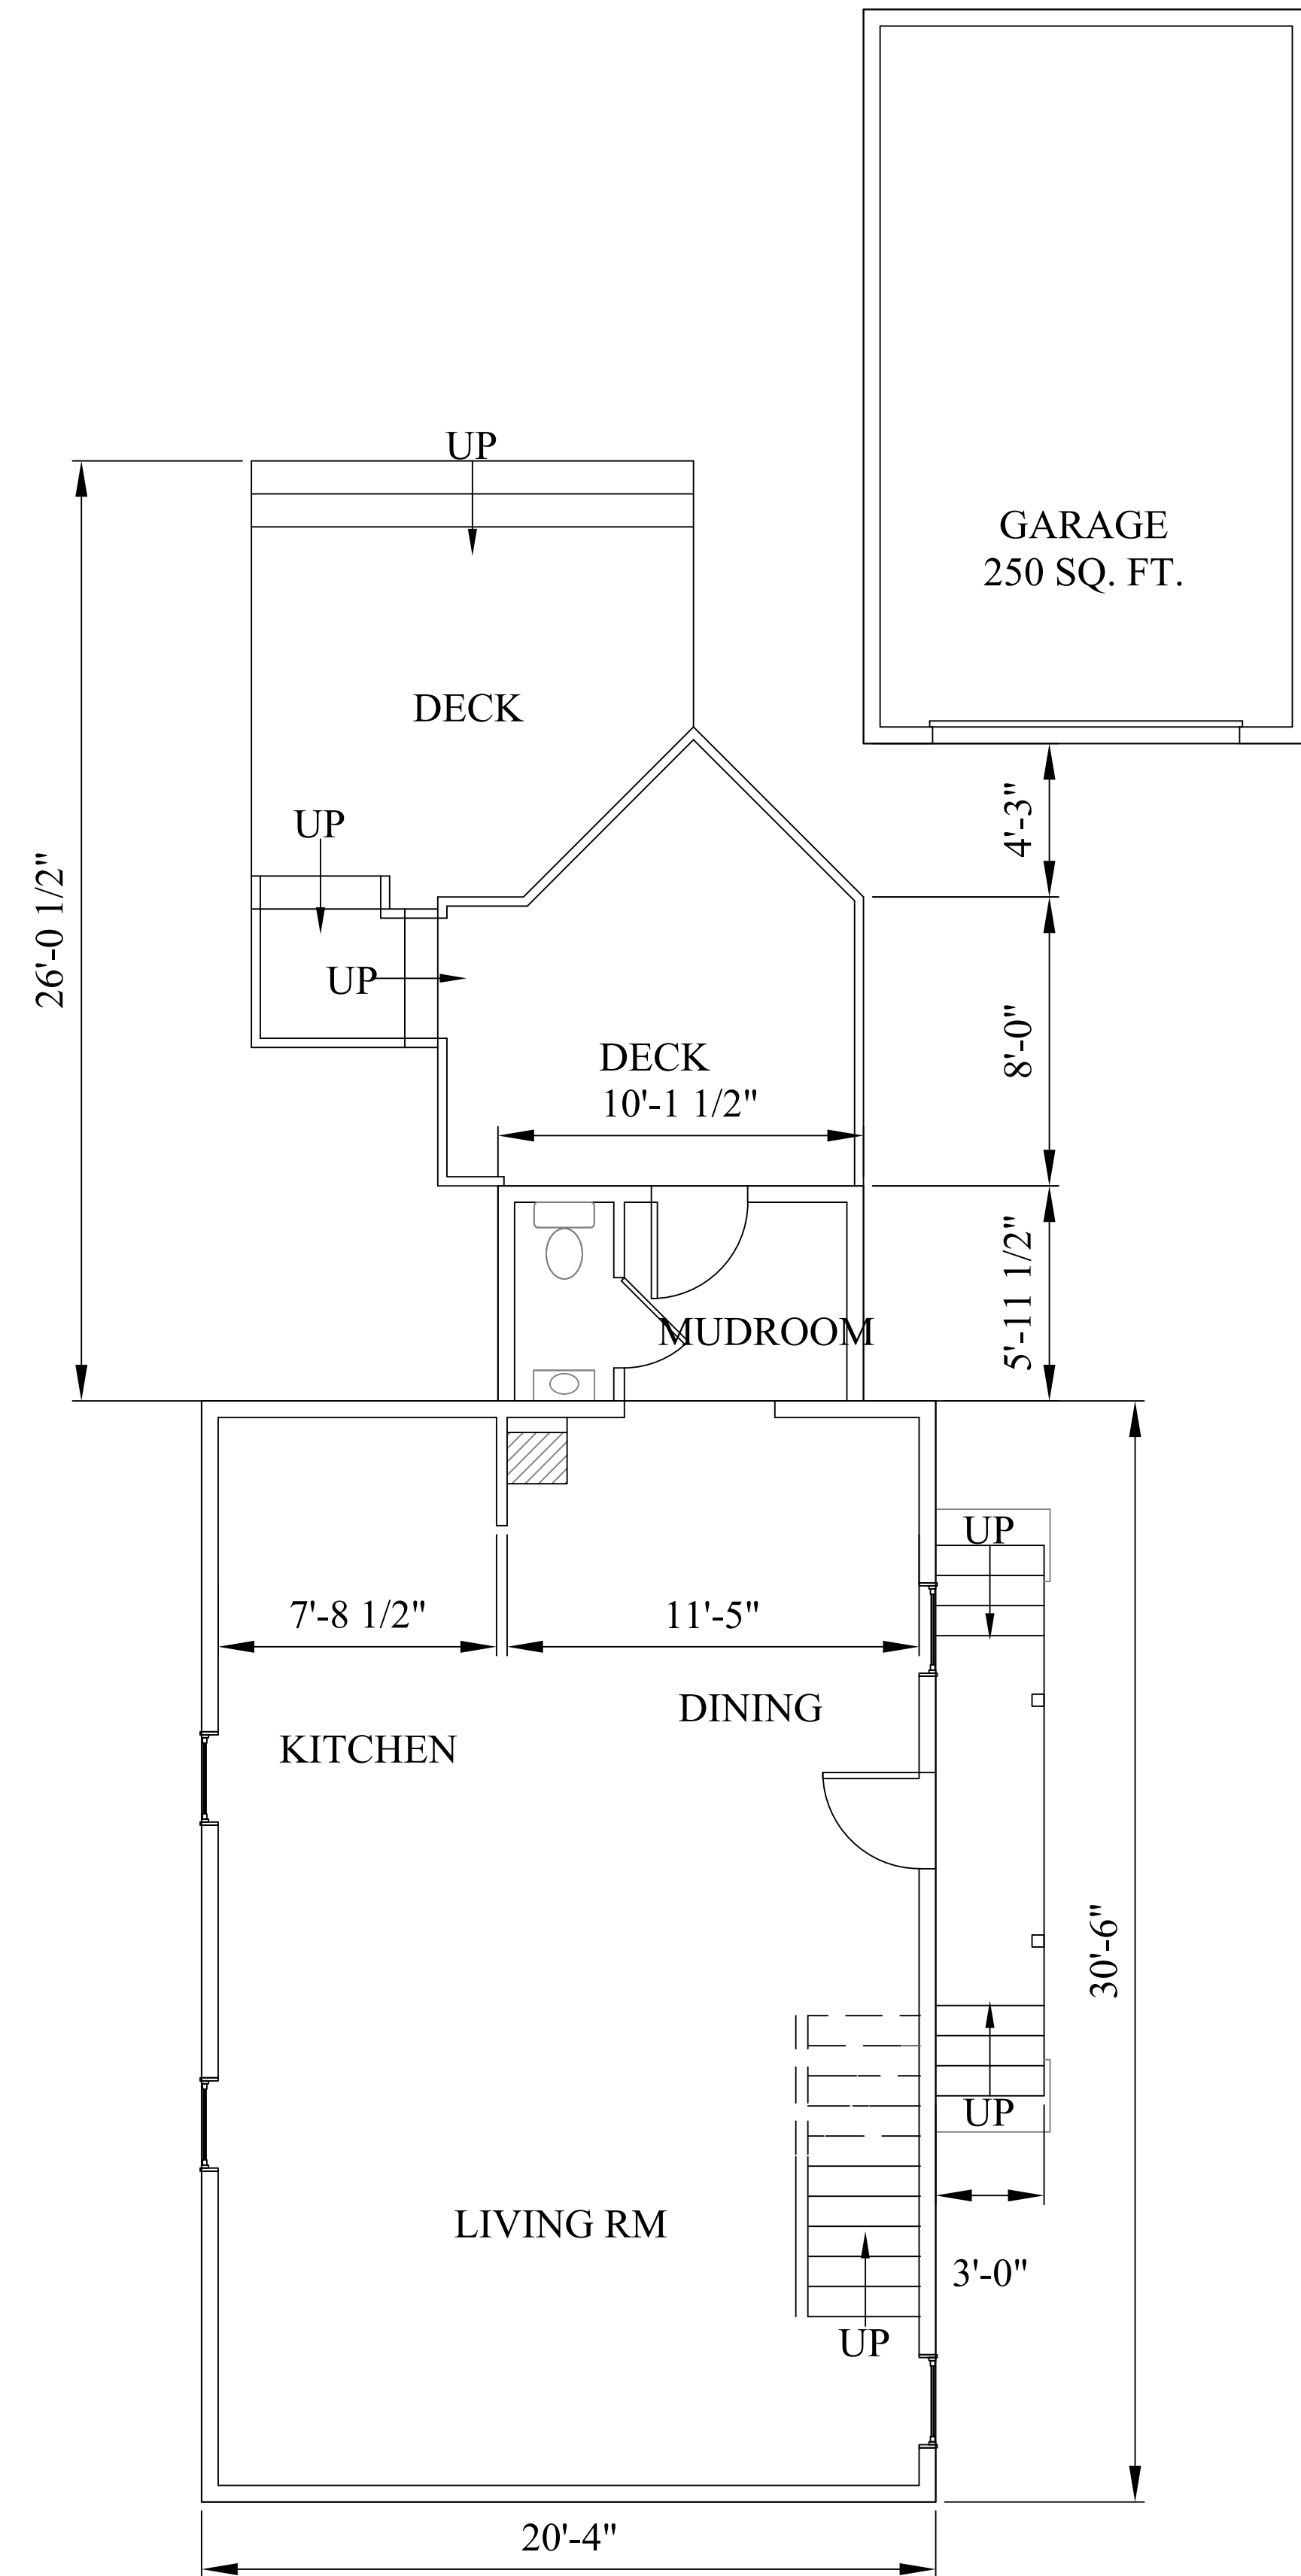 UP
GARAGE
250 SQ. FT.
DECK
4'-3"
UP
26'-0 1/2"
UP
8'-0"
DECK
10'-1 1/2"
5'-11 1/2"
MUDROOM
UP
7'-8 1/2"
11'-5"
DINING
KITCHEN
30'-6"
UP
LIVING RM
3'-0"
UP
20'-4"